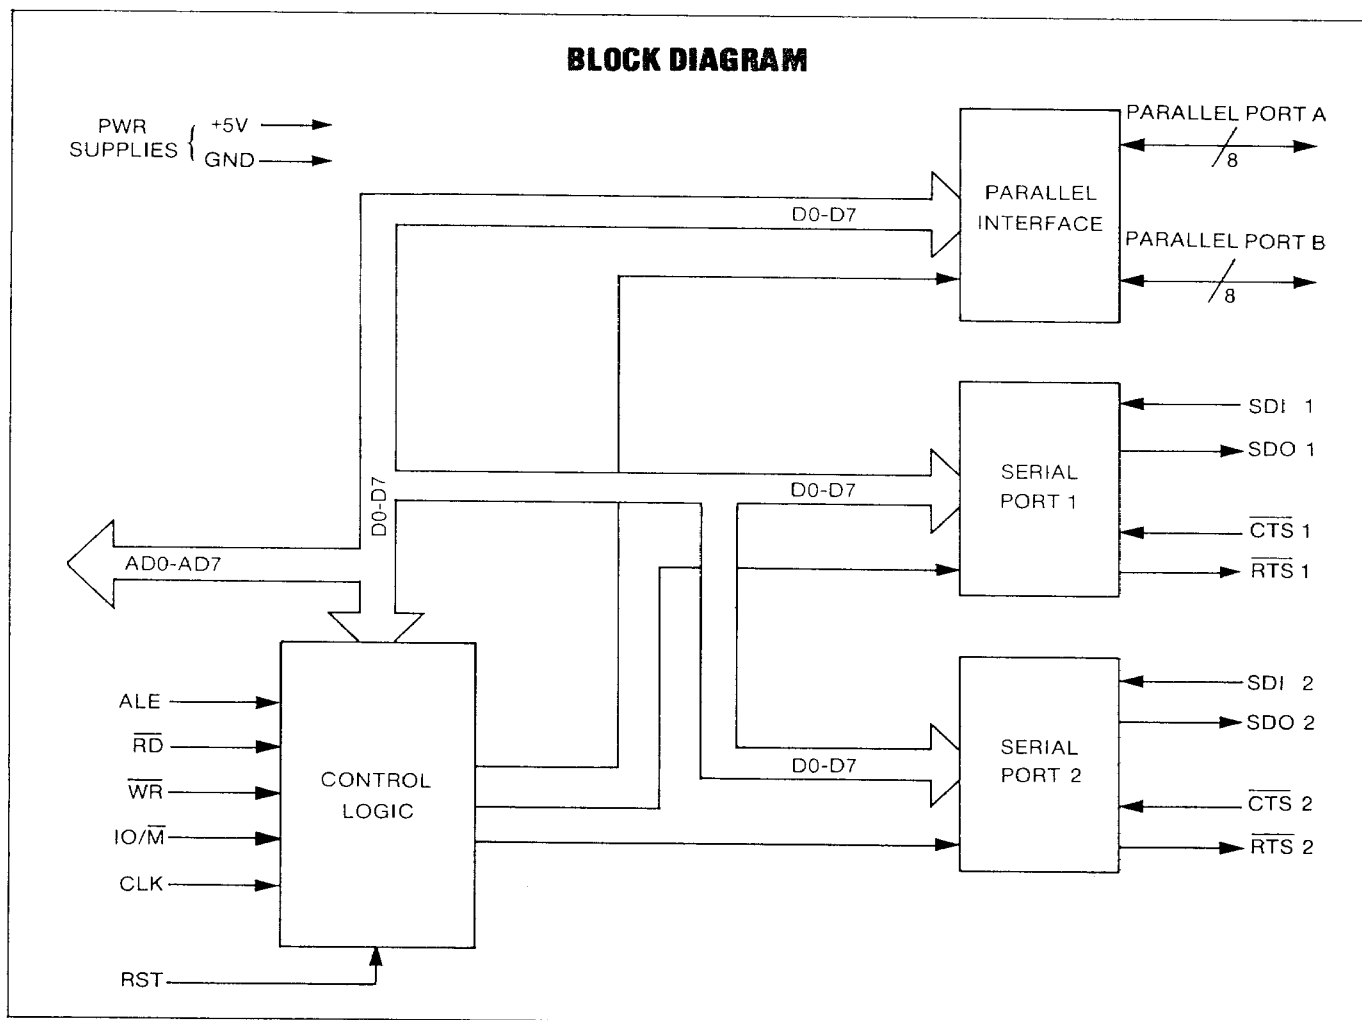 BLOCK DIAGRAM
PWR
SUPPLIES
+5V
GND
PARALLEL PORT A
8
PARALLEL
INTERFACE
D0-D7
PARALLEL PORT B
8
SDI 1
SDO 1
SERIAL
PORT 1
D0-D7
D0-D7
CTS 1
RTS 1
AD0-AD7
SDI 2
SDO 2
SERIAL
PORT 2
D0-D7
CTS 2
RTS 2
ALE
RD
WR
IO/M
CLK
CONTROL
LOGIC
RST